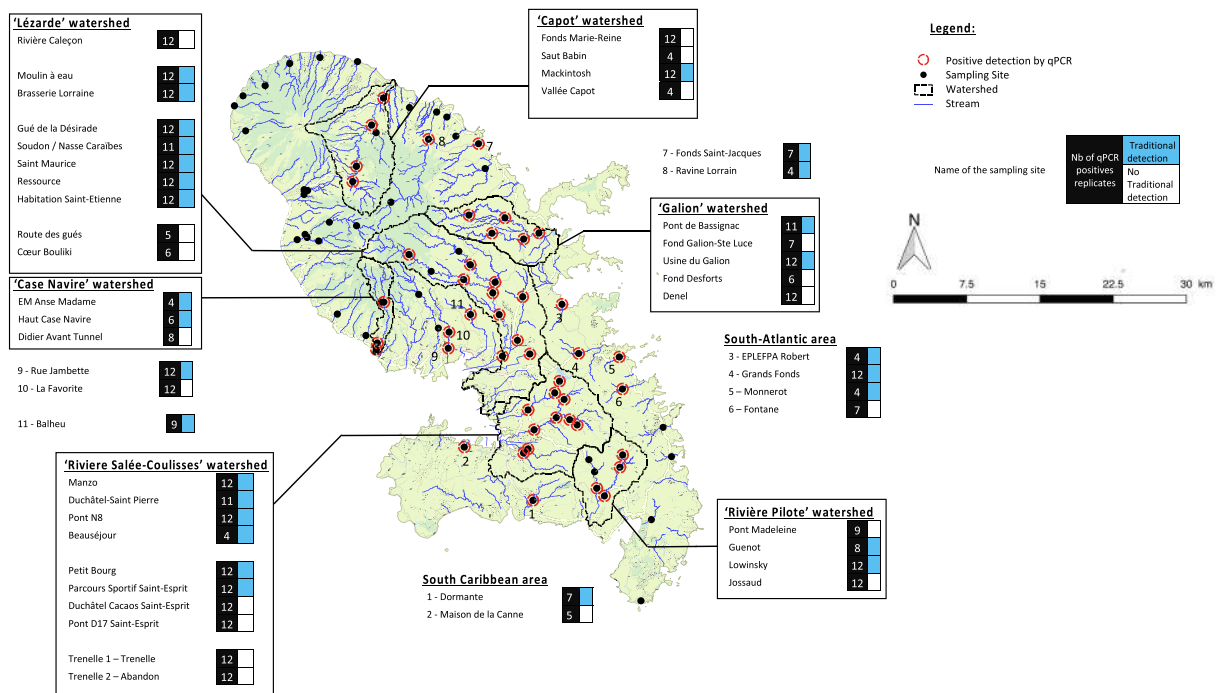 'Lézarde' watershed
Rivière Caleçon 12
Moulin à eau 12
Brasserie Lorraine 12
Gué de la Désirade 12
Soudon / Nasse Caraïbes 11
Saint Maurice 12
Ressource 12
Habitation Saint-Etienne 12
Route des gués 5
Cœur Bouliki 6
'Case Navire' watershed
EM Anse Madame 4
Haut Case Navire 6
Didier Avant Tunnel 8
9 - Rue Jambette 12
10 - La Favorite 12
11 - Balheu 9
'Riviere Salée-Coulisses' watershed
Manzo 12
Duchâtel-Saint Pierre 11
Pont N8 12
Beauséjour 4
Petit Bourg 12
Parcours Sportif Saint-Esprit 12
Duchâtel Cacaos Saint-Esprit 12
Pont D17 Saint-Esprit 12
Trenelle 1 – Trenelle 12
Trenelle 2 – Abandon 12
'Capot' watershed
Fonds Marie-Reine 12
Saut Babin 4
Mackintosh 12
Vallée Capot 4
8
7
11
10
9
3
4
5
6
2
1
South Caribbean area
1 - Dormante 7
2 - Maison de la Canne 5
7 - Fonds Saint-Jacques 7
8 - Ravine Lorrain 4
'Galion' watershed
Pont de Bassignac 11
Fond Galion-Ste Luce 7
Usine du Galion 12
Fond Desforts 6
Denel 12
South-Atlantic area
3 - EPLEFPA Robert 4
4 - Grands Fonds 12
5 – Monnerot 4
6 – Fontane 7
'Rivière Pilote' watershed
Pont Madeleine 9
Guenot 8
Lowinsky 12
Jossaud 12
Legend:
Positive detection by qPCR
Sampling Site
Watershed
Stream
Name of the sampling site
Nb of qPCR
positives
replicates
Traditional
detection
No
Traditional
detection
N
0 7.5 15 22.5 30 km